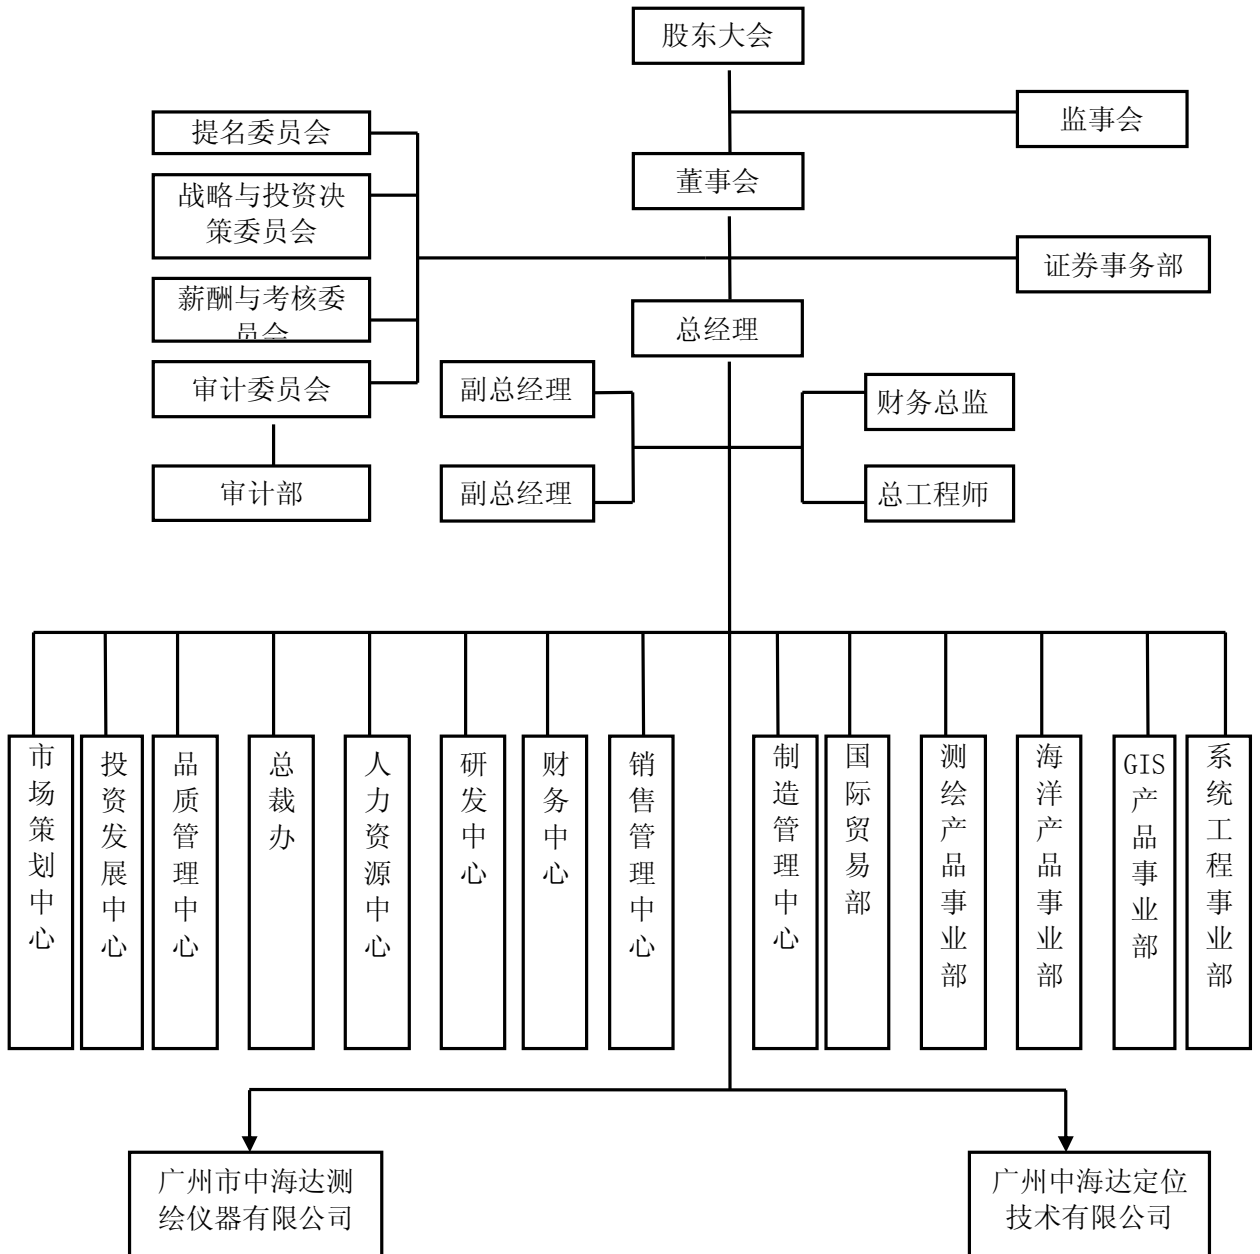 股东大会
监事会
提名委员会
董事会
战略与投资决
策委员会
证券事务部
薪酬与考核委
员会
总经理
审计委员会
副总经理
财务总监
审计部
副总经理
总工程师
市场策划中心
投资发展中心
品质管理中心
总裁办
人力资源中心
研发中心
财务中心
销售管理中心
制造管理中心
国际贸易部
测绘产品事业部
海洋产品事业部
GIS产品事业部
系统工程事业部
广州市中海达测
绘仪器有限公司
广州中海达定位
技术有限公司